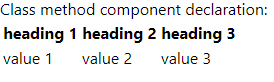 Class method component declaration:
heading 1 heading 2 heading 3
value 1 value 2 value 3